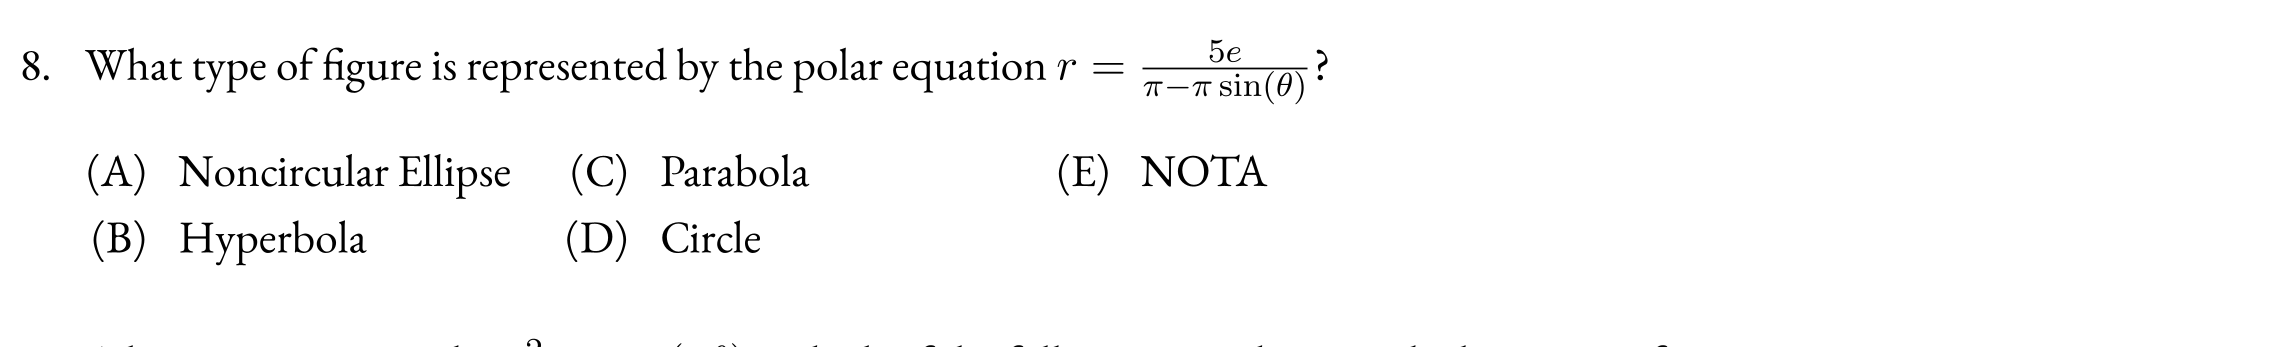 8. What type of figure is represented by the polar equation r = 5e / (π−π sin(θ))?
(A) Noncircular Ellipse (C) Parabola (E) NOTA
(B) Hyperbola (D) Circle